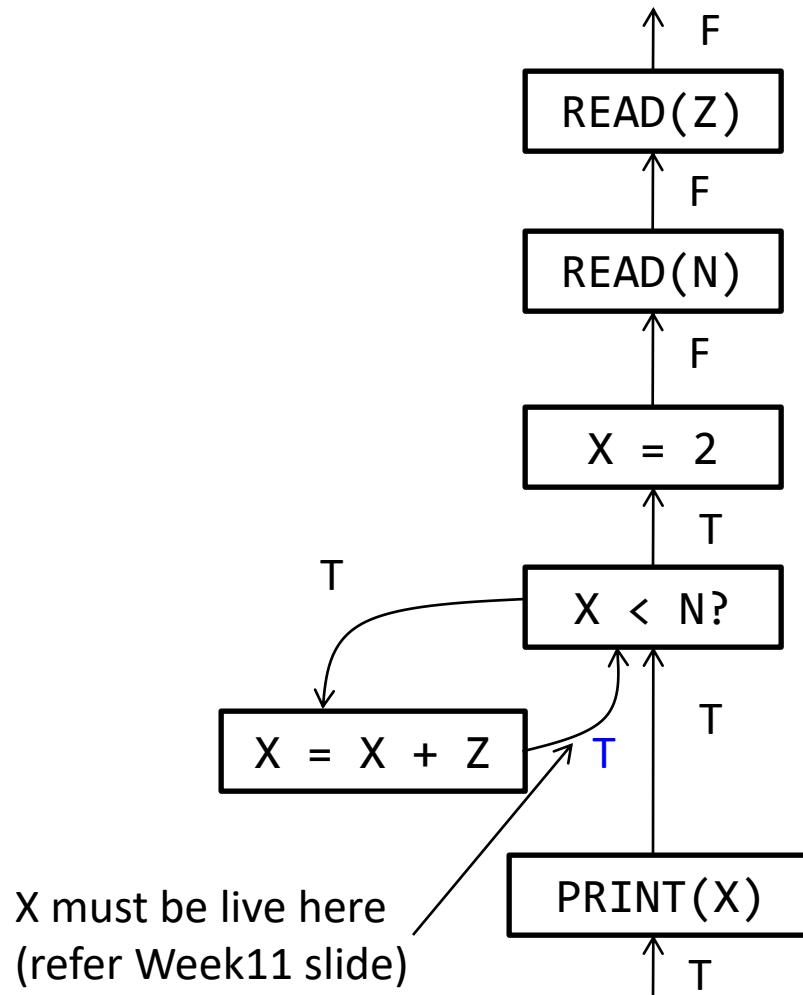 F
READ(Z)
F
READ(N)
F
X = 2
T
T
X < N?
T
X = X + Z
T
PRINT(X)
X must be live here
(refer Week11 slide)
T